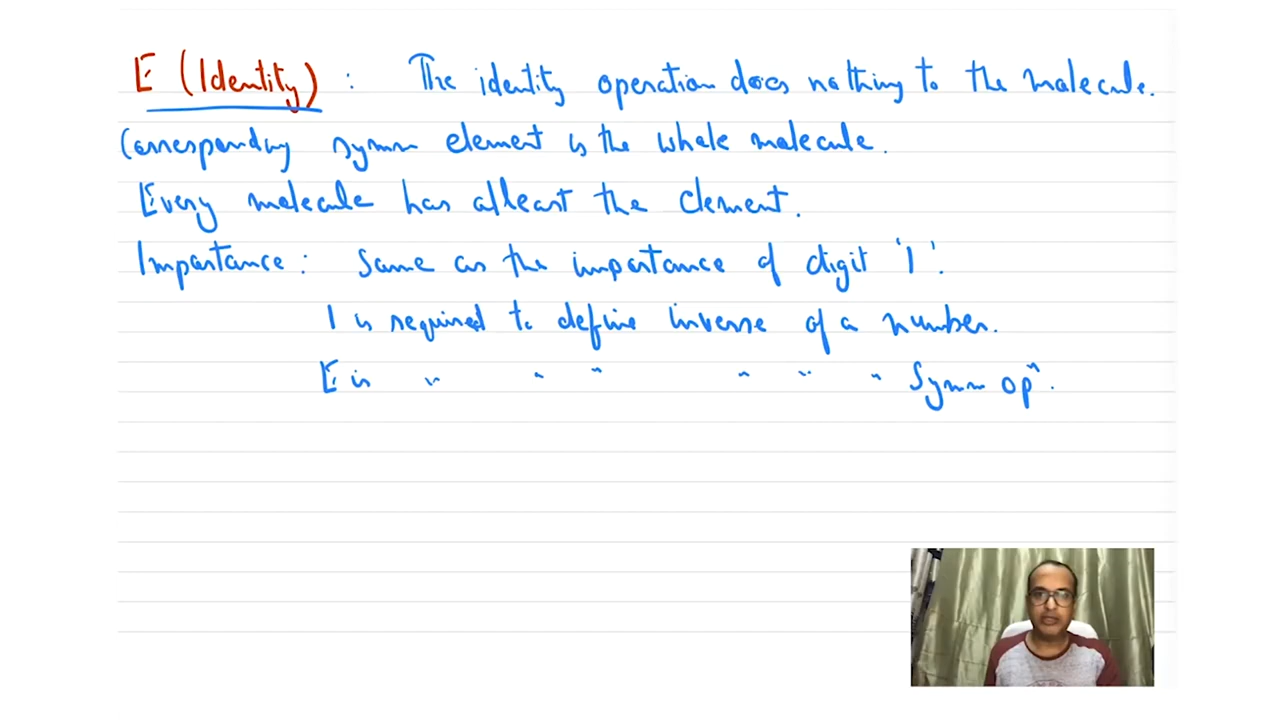 E (Identity) : The identity operation does nothing to the molecule.
Corresponding symm element is the whole molecule.
Every molecule has atleast the element.
Importance : Same as the importance of digit '1'.
1 is required to define inverse of a number.
E is " " " " " " Symm opⁿ.